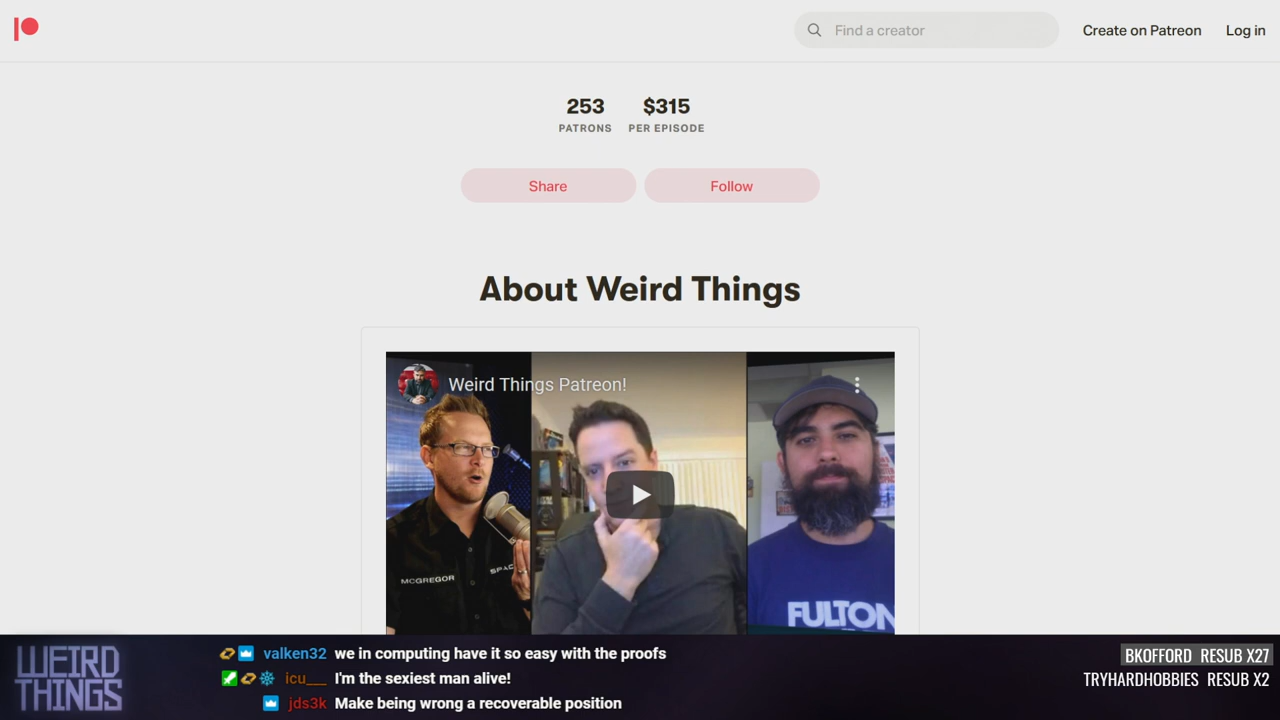 Find a creator
Create on Patreon
Log in
253
$315
PATRONS
PER EPISODE
Share
Follow
About Weird Things
Weird Things Patreon!
MCGREGOR
SPAC
FULTON
WEIRD
THINGS
valken32 we in computing have it so easy with the proofs
icu___ I'm the sexiest man alive!
jds3k Make being wrong a recoverable position
BKOFFORD RESUB X27
TRYHARDHOBBIES RESUB X2